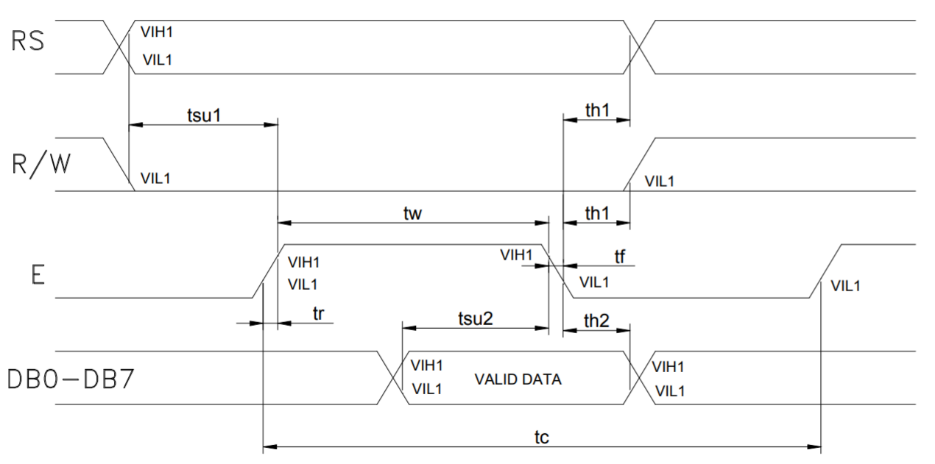 RS
VIH1
VIL1
tsu1
th1
R/W
VIL1
VIL1
tw
th1
E
VIH1
VIL1
VIH1
tf
VIL1
VIL1
tr
tsu2
th2
DB0-DB7
VIH1
VIL1
VALID DATA
VIH1
VIL1
tc